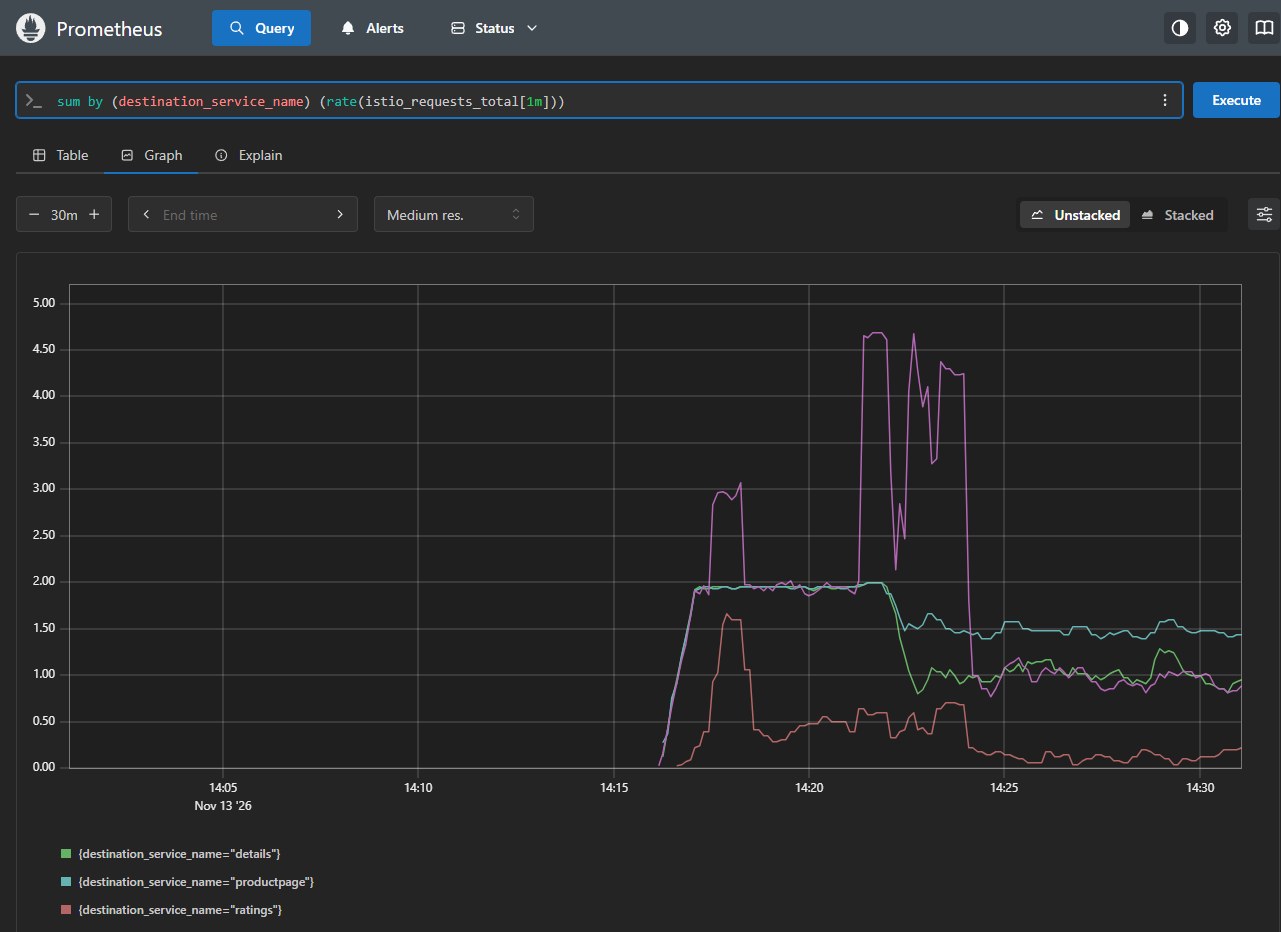 Prometheus Query Alerts Status
>_ sum by (destination_service_name) (rate(istio_requests_total[1m])) Execute
Table Graph Explain
30m End time Medium res. Unstacked Stacked
5.00
4.50
4.00
3.50
3.00
2.50
2.00
1.50
1.00
0.50
0.00
14:05 14:10 14:15 14:20 14:25 14:30
Nov 13 '26
{destination_service_name="details"}
{destination_service_name="productpage"}
{destination_service_name="ratings"}